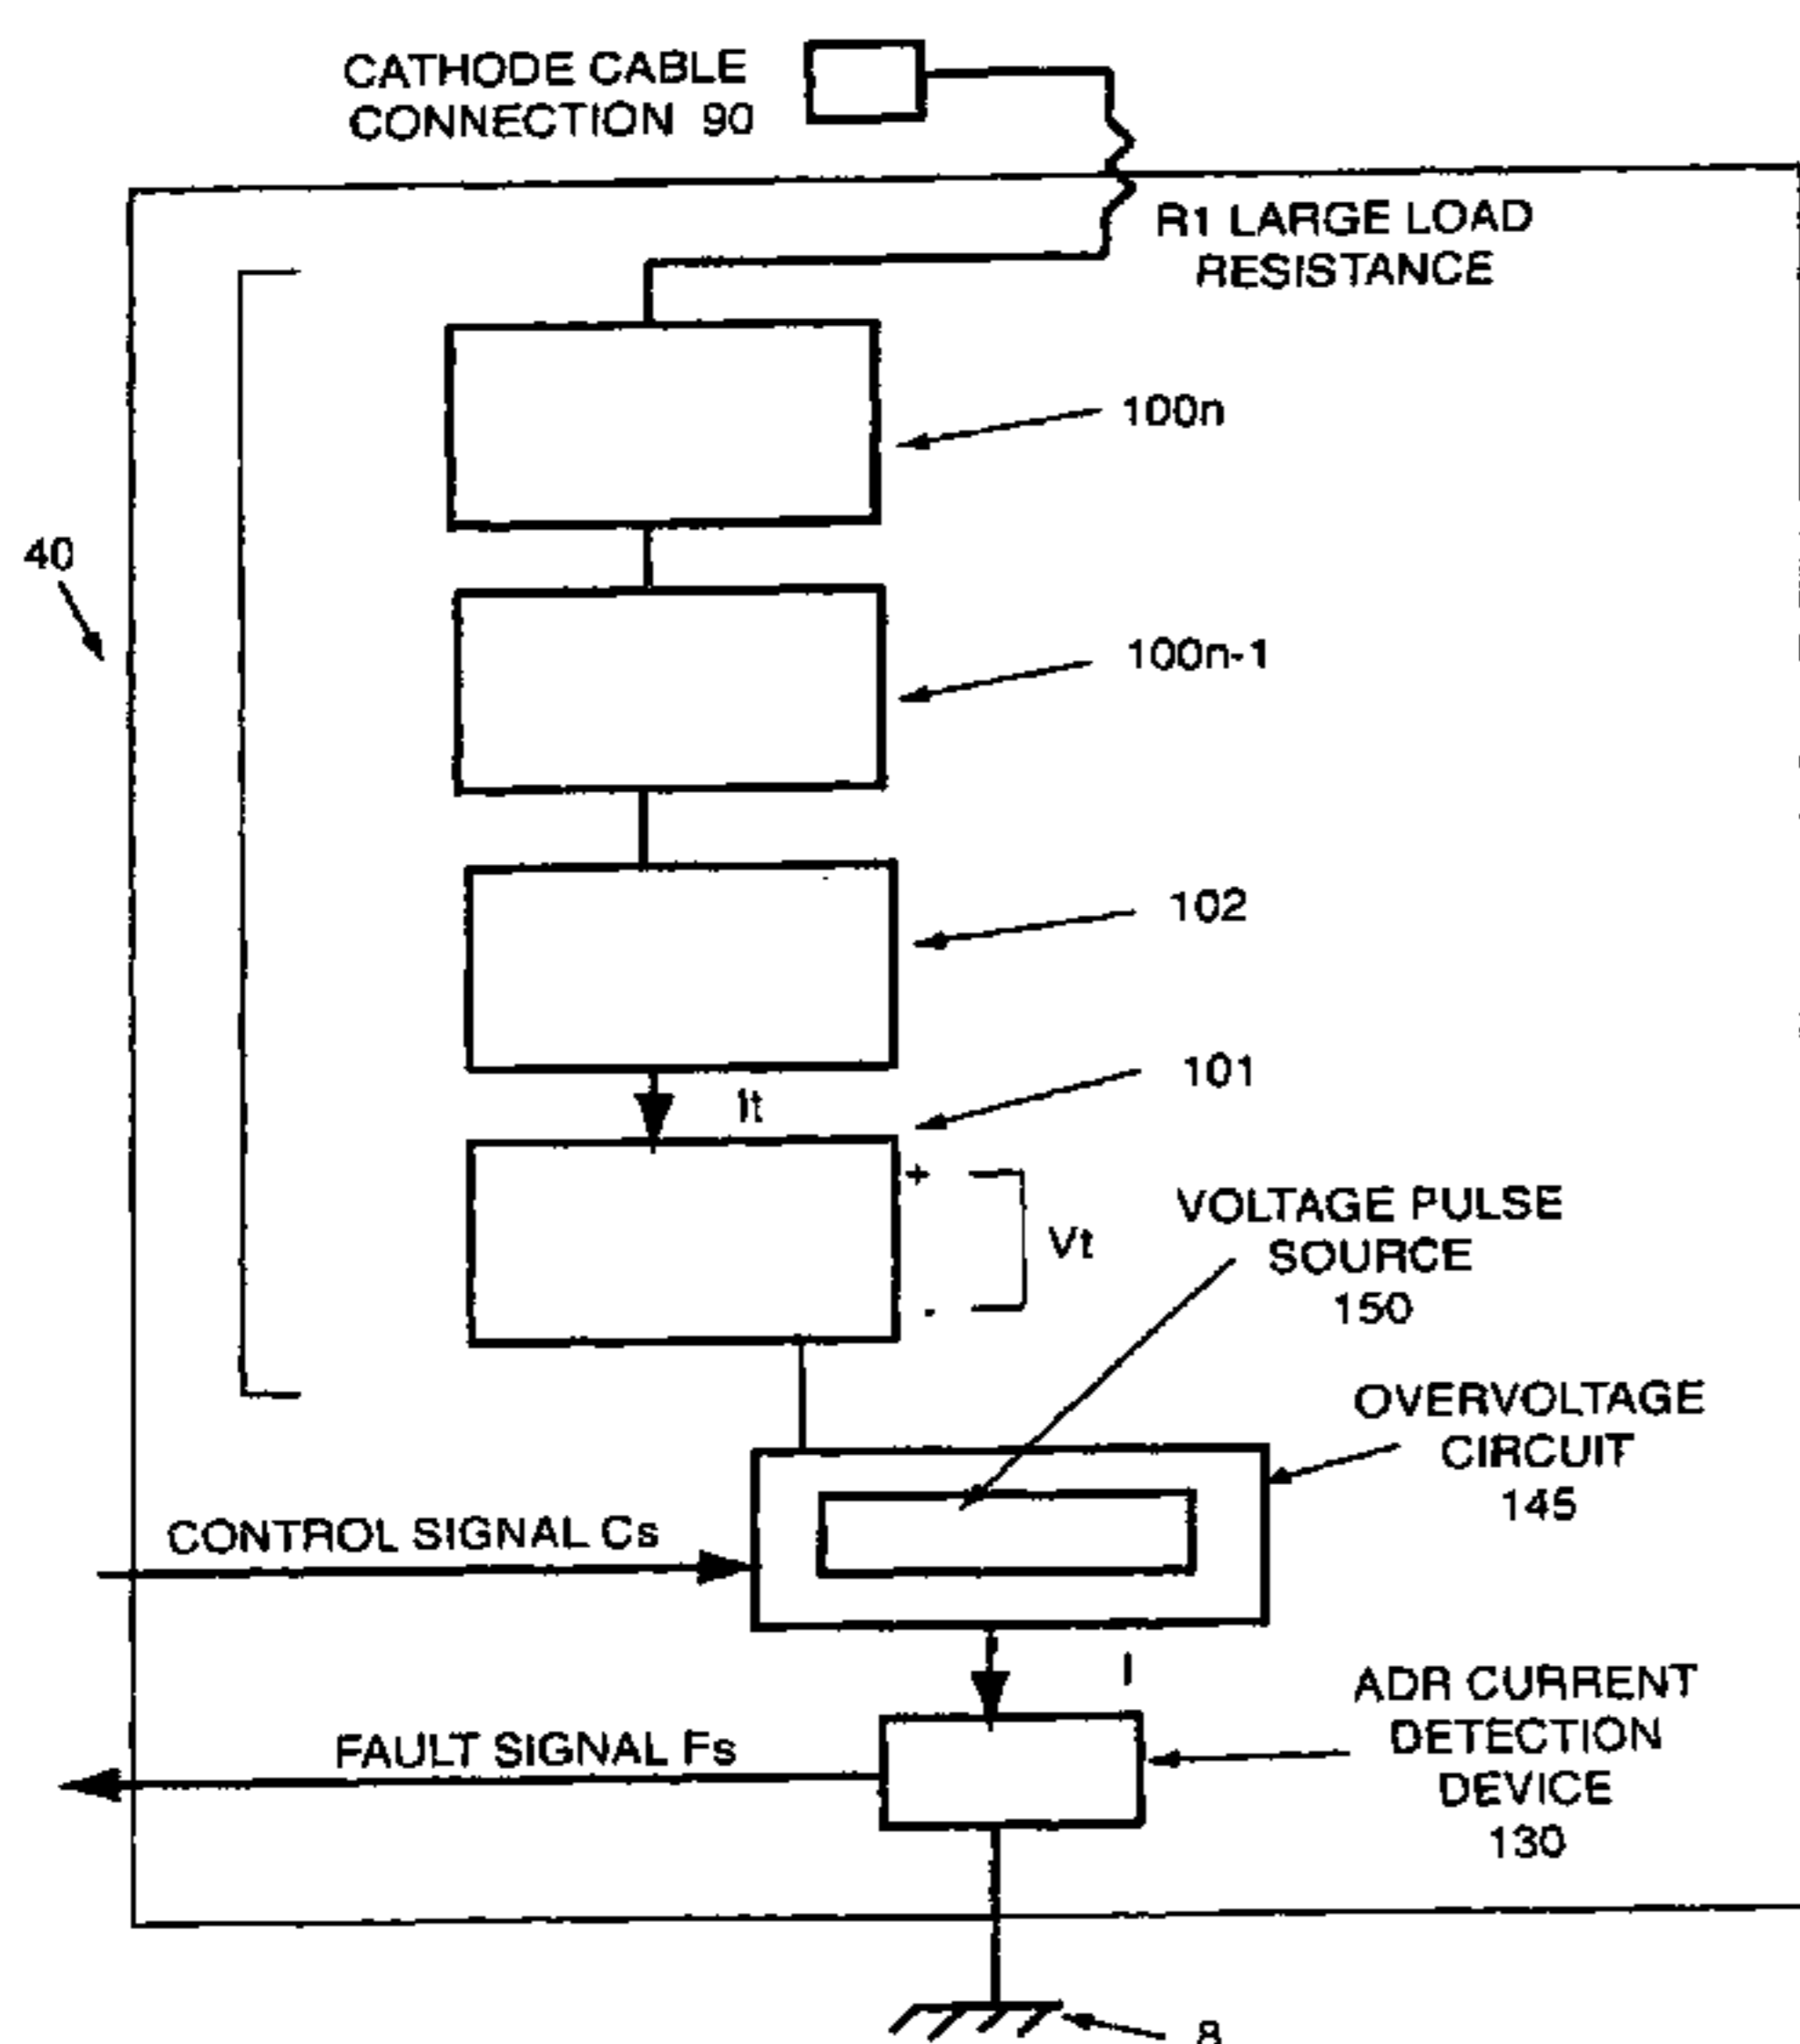 CATHODE CABLE
CONNECTION 90
R1 LARGE LOAD
RESISTANCE
100n
40
100n-1
102
101
It
+
Vt
-
VOLTAGE PULSE
SOURCE
150
OVERVOLTAGE
CIRCUIT
145
CONTROL SIGNAL Cs
I
ADR CURRENT
DETECTION
DEVICE
130
FAULT SIGNAL Fs
8